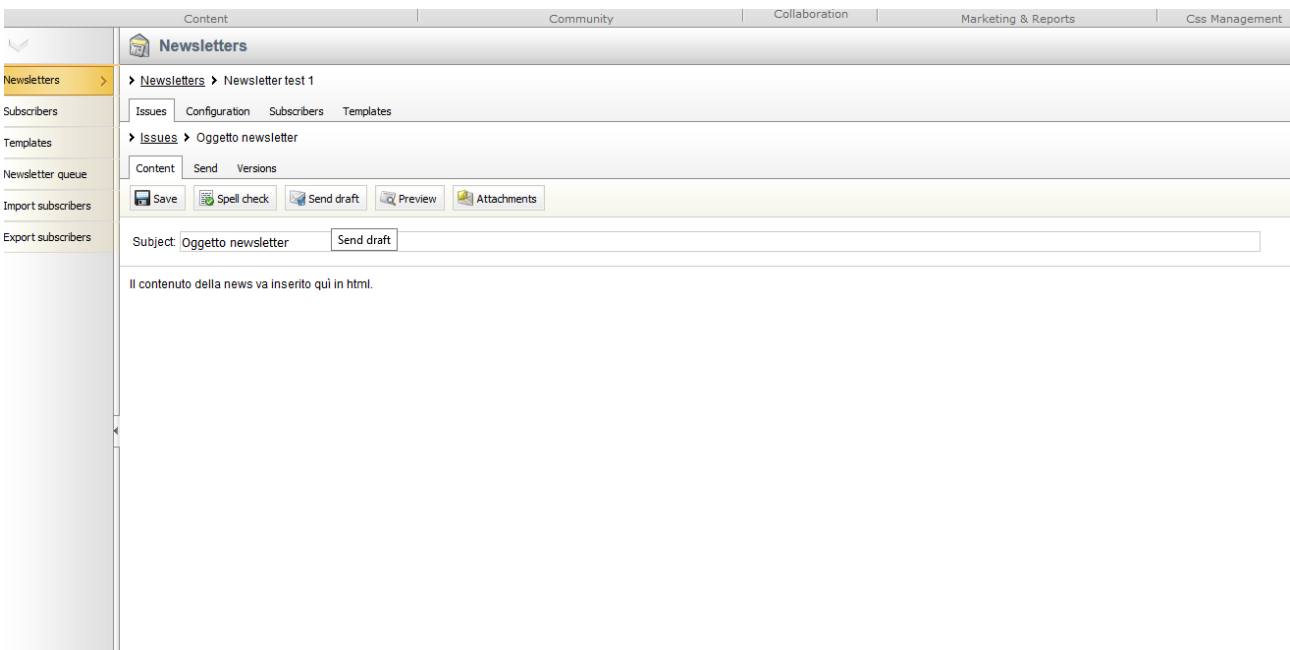 Content Community Collaboration Marketing & Reports Css Management
Newsletters
Newsletters
Subscribers
Templates
Newsletter queue
Import subscribers
Export subscribers
Newsletters Newsletter test 1
Issues Configuration Subscribers Templates
Issues Oggetto newsletter
Content Send Versions
Save Spell check Send draft Preview Attachments
Subject: Oggetto newsletter
Send draft
Il contenuto della news va inserito quì in html.